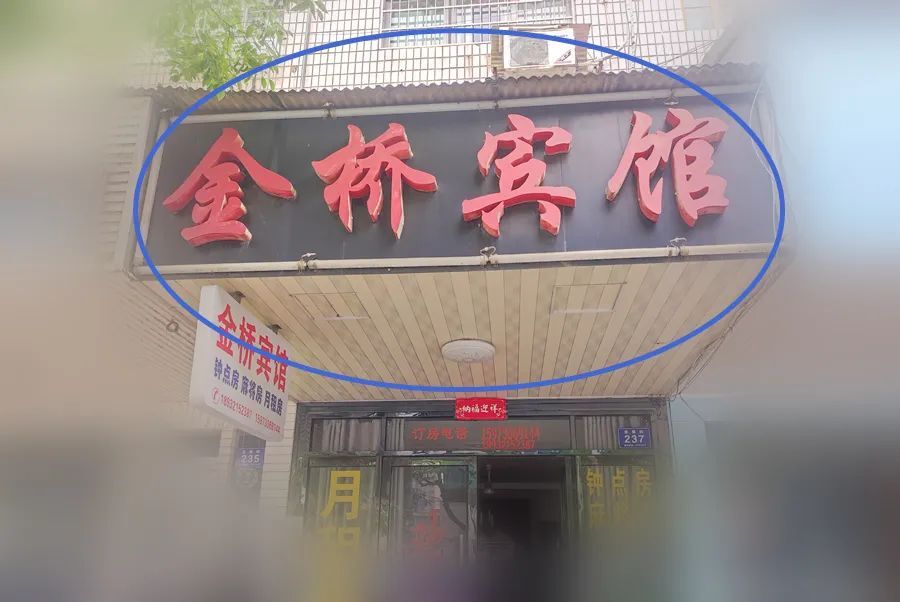 金桥宾馆
金桥宾馆
钟点房 麻将房 月租房
纳福迎祥
订房电话
237
235
钟点房
月租